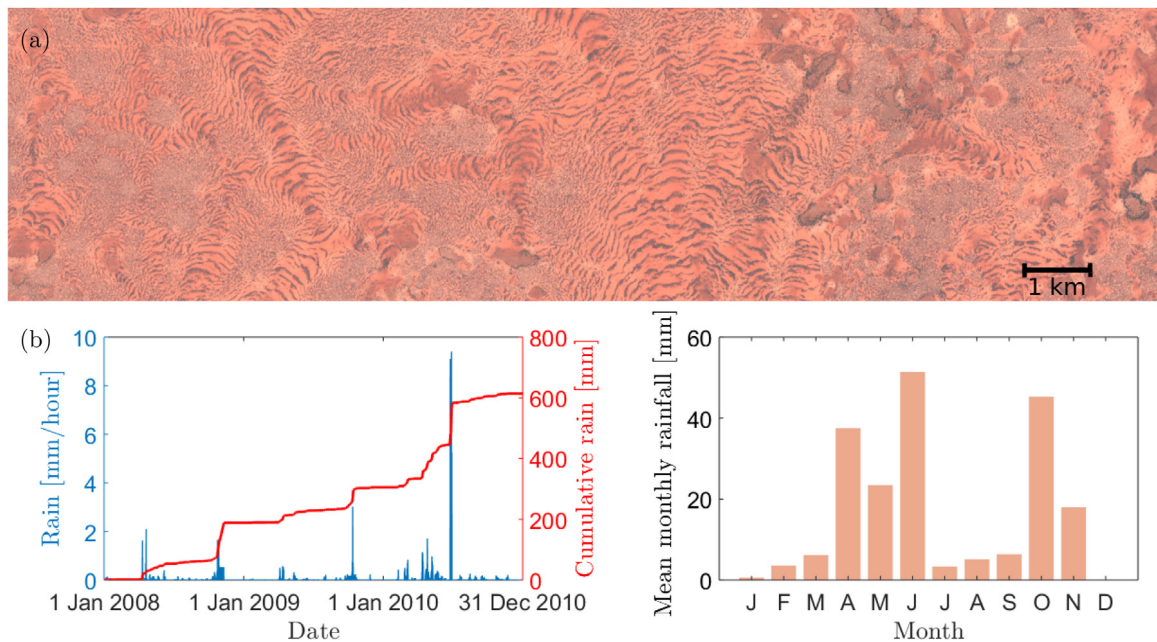 (a)
1 km
(b)
Rain [mm/hour]
10
8
6
4
2
0
800
600
400
200
0
Cumulative rain [mm]
1 Jan 2008
1 Jan 2009
1 Jan 2010
31 Dec 2010
Date
Mean monthly rainfall [mm]
60
40
20
0
J F M A M J J A S O N D
Month